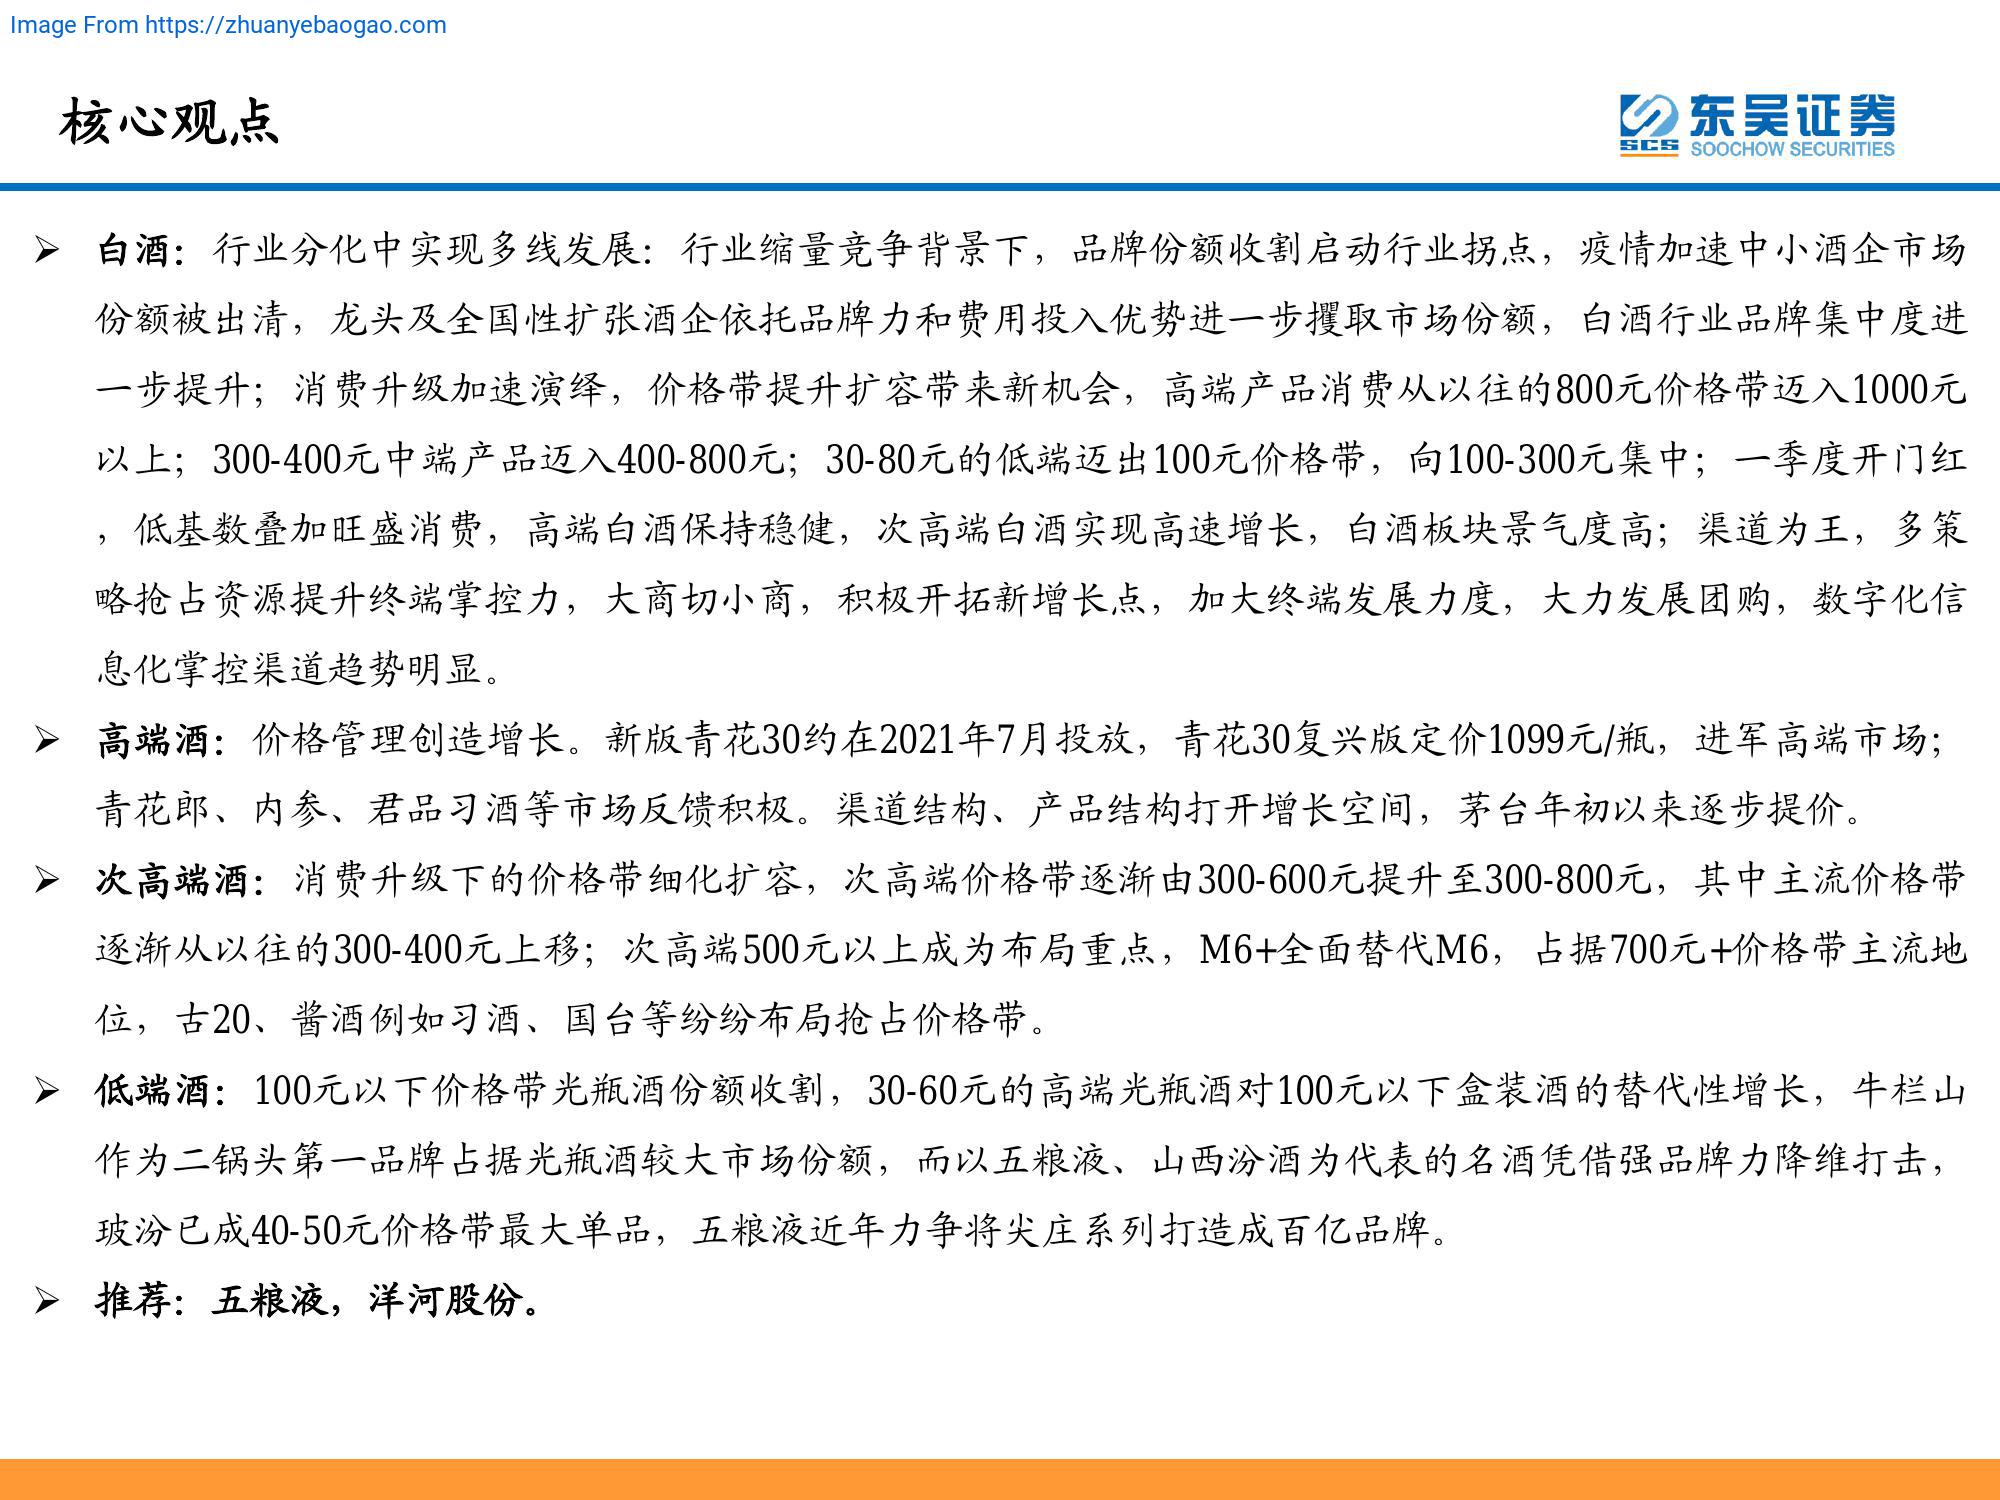 Image From https://zhuanyebaogao.com
核心观点
东吴证券
SCS
SOOCHOW SECURITIES
➢ 白酒：行业分化中实现多线发展：行业缩量竞争背景下，品牌份额收割启动行业拐点，疫情加速中小酒企市场
份额被出清，龙头及全国性扩张酒企依托品牌力和费用投入优势进一步攫取市场份额，白酒行业品牌集中度进
一步提升；消费升级加速演绎，价格带提升扩容带来新机会，高端产品消费从以往的800元价格带迈入1000元
以上；300-400元中端产品迈入400-800元；30-80元的低端迈出100元价格带，向100-300元集中；一季度开门红
，低基数叠加旺盛消费，高端白酒保持稳健，次高端白酒实现高速增长，白酒板块景气度高；渠道为王，多策
略抢占资源提升终端掌控力，大商切小商，积极开拓新增长点，加大终端发展力度，大力发展团购，数字化信
息化掌控渠道趋势明显。
➢ 高端酒：价格管理创造增长。新版青花30约在2021年7月投放，青花30复兴版定价1099元/瓶，进军高端市场；
青花郎、内参、君品习酒等市场反馈积极。渠道结构、产品结构打开增长空间，茅台年初以来逐步提价。
➢ 次高端酒：消费升级下的价格带细化扩容，次高端价格带逐渐由300-600元提升至300-800元，其中主流价格带
逐渐从以往的300-400元上移；次高端500元以上成为布局重点，M6+全面替代M6，占据700元+价格带主流地
位，古20、酱酒例如习酒、国台等纷纷布局抢占价格带。
➢ 低端酒：100元以下价格带光瓶酒份额收割，30-60元的高端光瓶酒对100元以下盒装酒的替代性增长，牛栏山
作为二锅头第一品牌占据光瓶酒较大市场份额，而以五粮液、山西汾酒为代表的名酒凭借强品牌力降维打击，
玻汾已成40-50元价格带最大单品，五粮液近年力争将尖庄系列打造成百亿品牌。
➢ 推荐：五粮液，洋河股份。